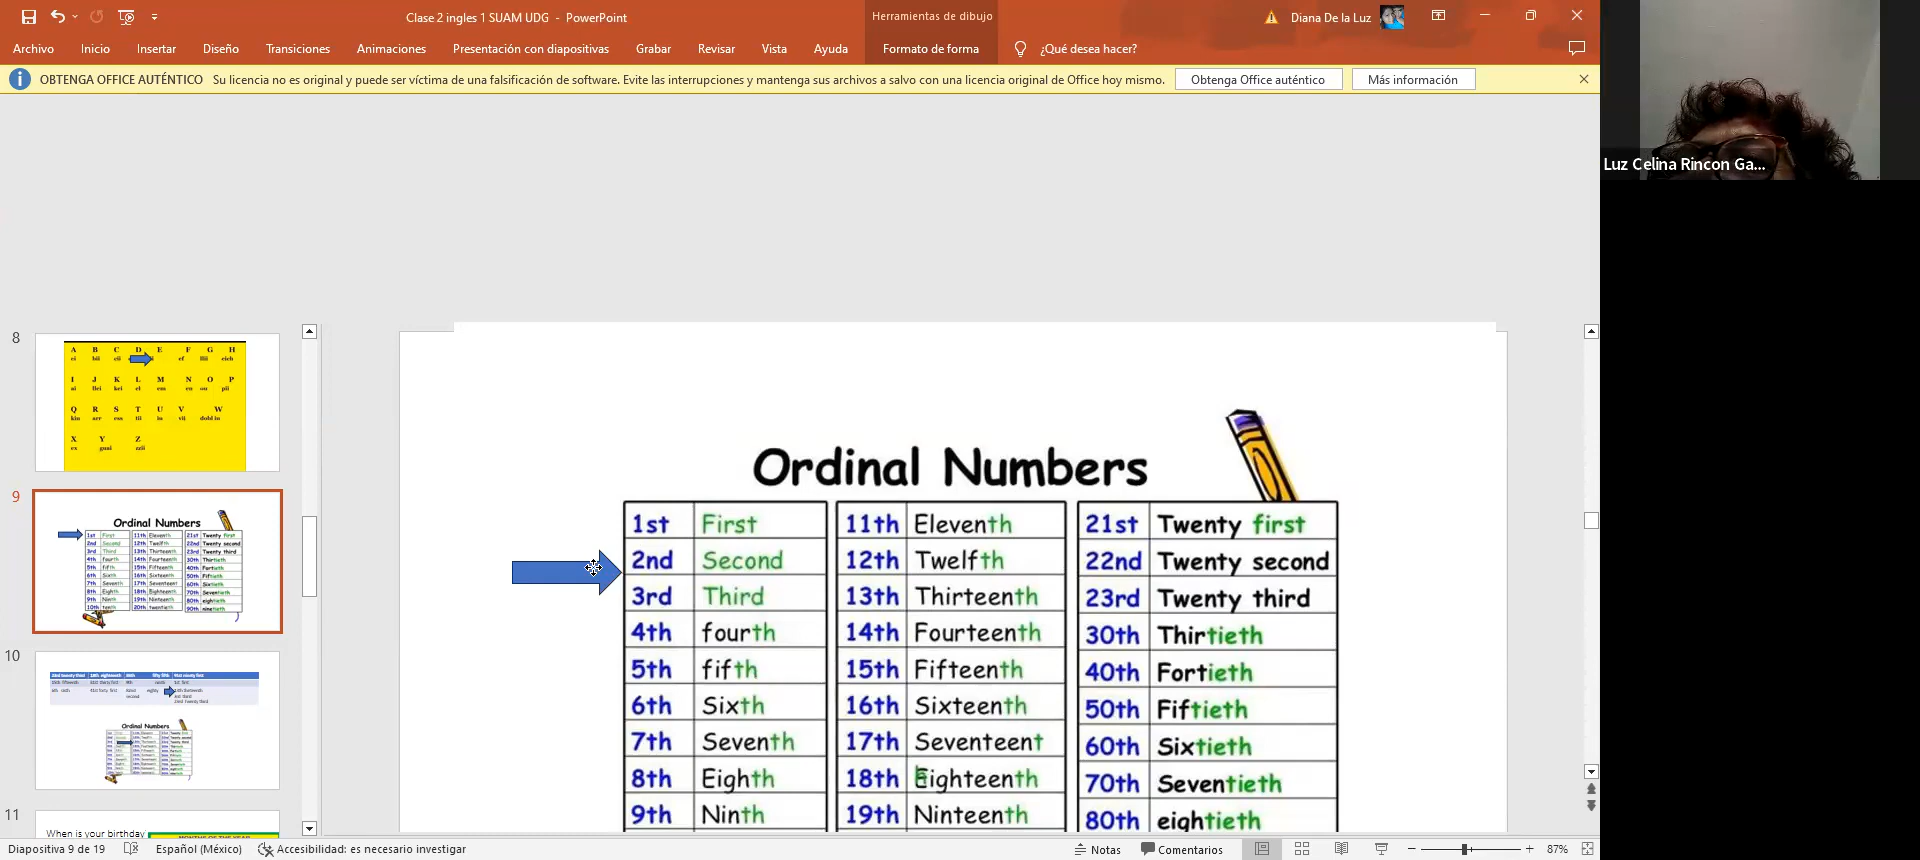 Clase 2 ingles 1 SUAM UDG - PowerPoint
Herramientas de dibujo
Diana De la Luz
Archivo Inicio Insertar Diseño Transiciones Animaciones Presentación con diapositivas Grabar Revisar Vista Ayuda Formato de forma ¿Qué desea hacer?
OBTENGA OFFICE AUTÉNTICO Su licencia no es original y puede ser víctima de una falsificación de software. Evite las interrupciones y mantenga sus archivos a salvo con una licencia original de Office hoy mismo. Obtenga Office auténtico Más información
Luz Celina Rincon Ga...
8
A B C D E F G H
I J K L M N O P
Q R S T U V W
X Y Z
9
Ordinal Numbers
10
Ordinal Numbers
11
When is your birthday
MONTHS OF THE YEAR
Ordinal Numbers
1st First 11th Eleventh 21st Twenty first
2nd Second 12th Twelfth 22nd Twenty second
3rd Third 13th Thirteenth 23rd Twenty third
4th fourth 14th Fourteenth 30th Thirtieth
5th fifth 15th Fifteenth 40th Fortieth
6th Sixth 16th Sixteenth 50th Fiftieth
7th Seventh 17th Seventeent 60th Sixtieth
8th Eighth 18th Eighteenth 70th Seventieth
9th Ninth 19th Ninteenth 80th eightieth
Diapositiva 9 de 19 Español (México) Accesibilidad: es necesario investigar Notas Comentarios 87%